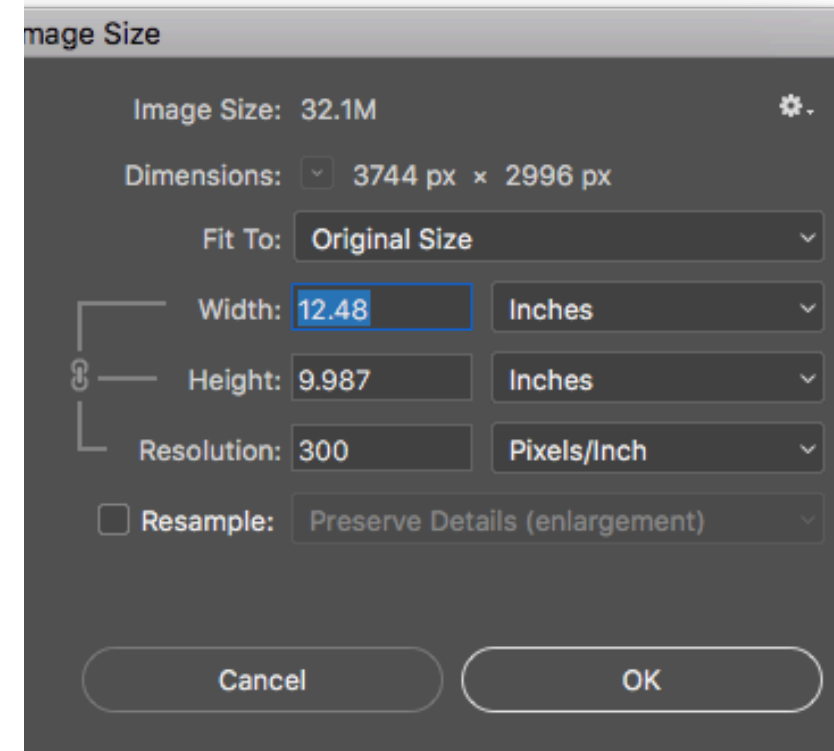 mage Size
Image Size: 32.1M
Dimensions: 3744 px × 2996 px
Fit To: Original Size
Width: 12.48 Inches
Height: 9.987 Inches
Resolution: 300 Pixels/Inch
Resample: Preserve Details (enlargement)
Cancel OK